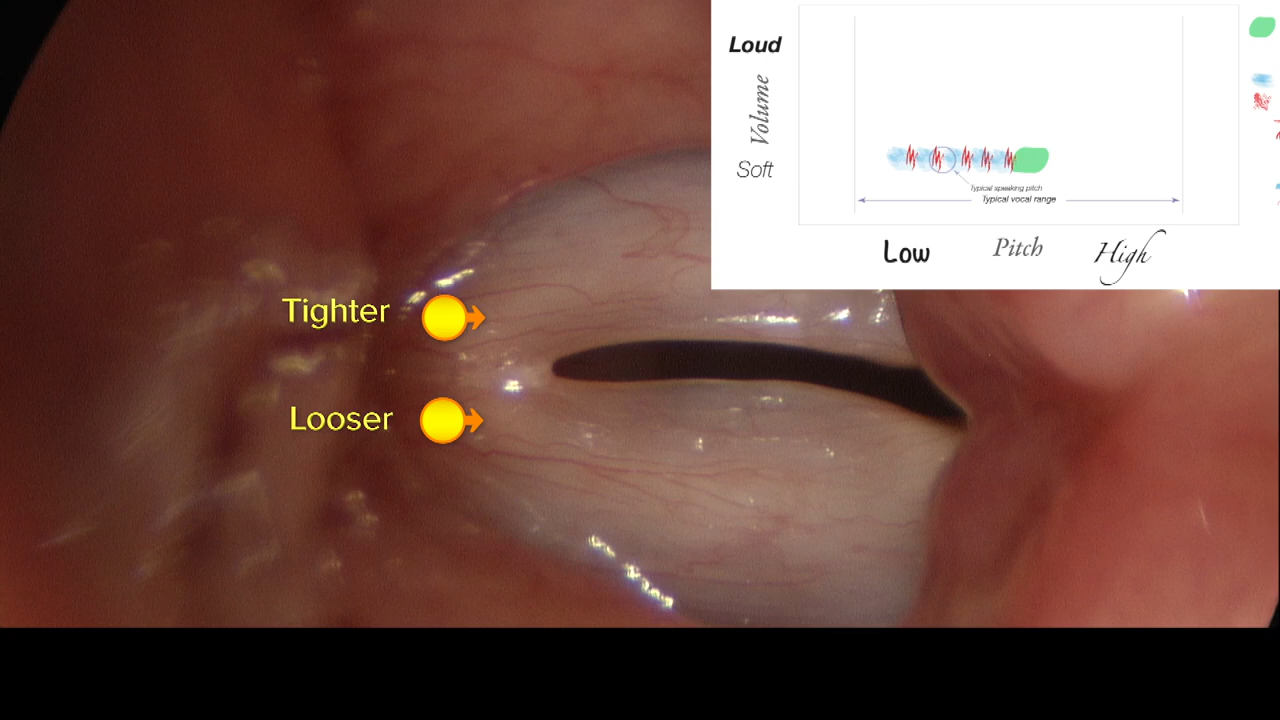 Loud
Volume
Soft
Typical speaking pitch
Typical vocal range
Low
Pitch
High
Tighter
Looser